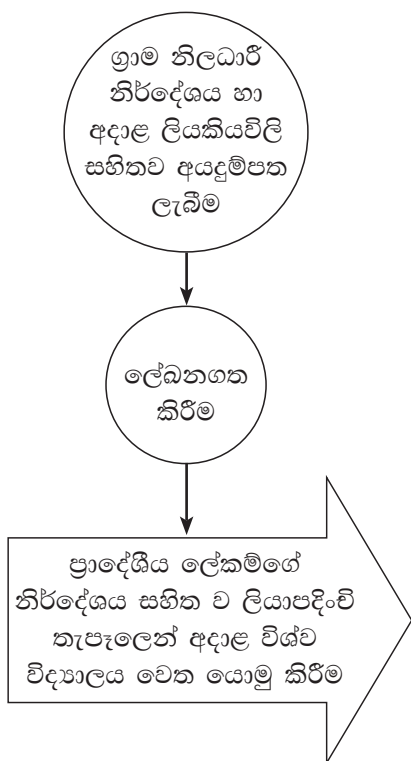 ග්‍රාම නිලධාරී
නිර්දේශය හා
අදාළ ලියකියවිලි
සහිතව අයදුම්පත
ලැබීම
ලේඛනගත
කිරීම
ප්‍රාදේශීය ලේකම්ගේ
නිර්දේශය සහිත ව ලියාපදිංචි
තැපෑලෙන් අදාළ විශ්ව
විද්‍යාලය වෙත යොමු කිරීම